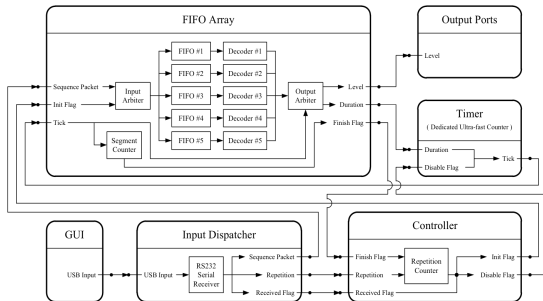 FIFO Array
Output Ports
Sequence Packet
Init Flag
Tick
Input Arbiter
FIFO #1
Decoder #1
FIFO #2
Decoder #2
FIFO #3
Decoder #3
FIFO #4
Decoder #4
FIFO #5
Decoder #5
Output Arbiter
Segment Counter
Level
Duration
Finish Flag
Level
Timer
( Dedicated Ultra-fast Counter )
Duration
Disable Flag
Tick
GUI
USB Input
Input Dispatcher
USB Input
RS232 Serial Receiver
Sequence Packet
Repetition
Received Flag
Controller
Finish Flag
Repetition
Received Flag
Repetition Counter
Init Flag
Disable Flag